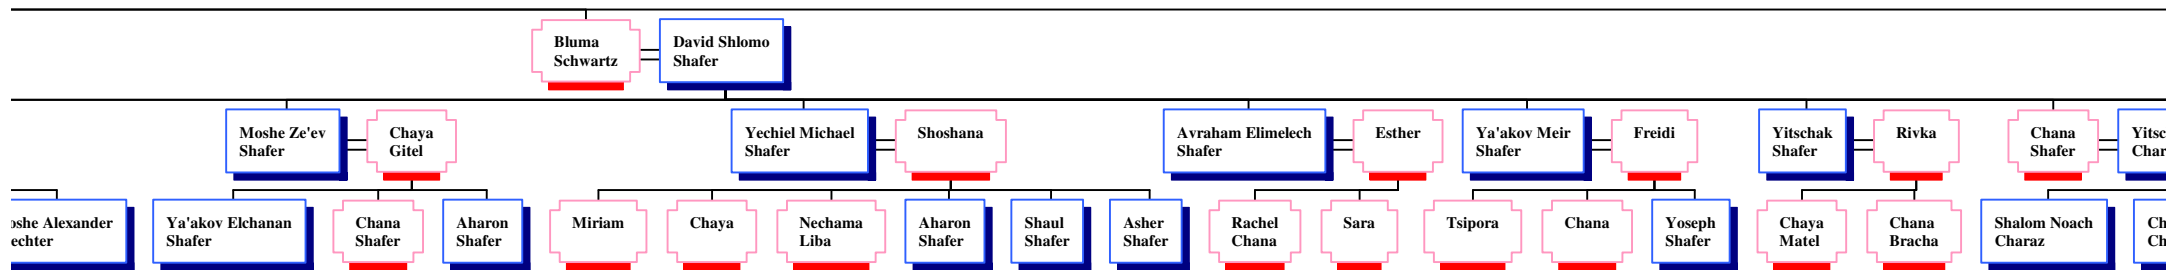 Bluma
Schwartz
David Shlomo
Shafer
Moshe Ze'ev
Shafer
Chaya
Gitel
Yechiel Michael
Shafer
Shoshana
Avraham Elimelech
Shafer
Esther
Ya'akov Meir
Shafer
Freidi
Yitschak
Shafer
Rivka
Chana
Shafer
Alexander
Ya'akov Elchanan
Shafer
Chana
Shafer
Aharon
Shafer
Miriam
Chaya
Nechama
Liba
Aharon
Shafer
Shaul
Shafer
Asher
Shafer
Rachel
Chana
Sara
Tsipora
Chana
Yoseph
Shafer
Chaya
Matel
Chana
Bracha
Shalom Noach
Charaz